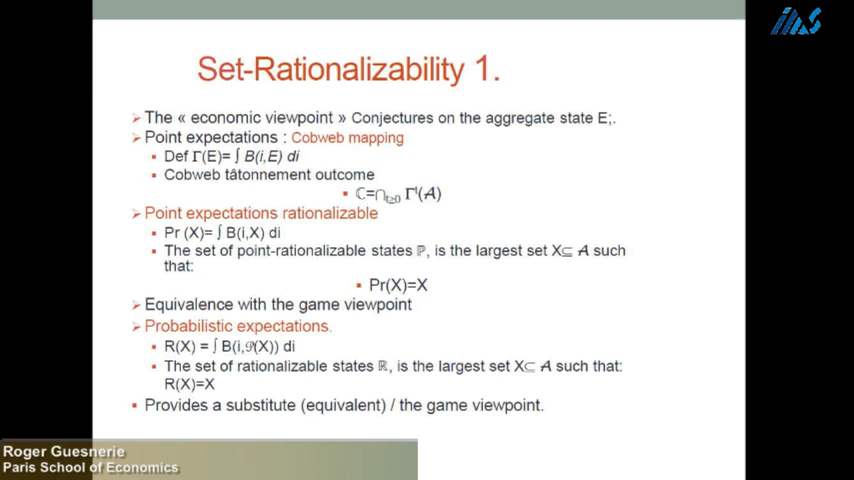 iias
Set-Rationalizability 1.
➢ The « economic viewpoint » Conjectures on the aggregate state E;.
➢ Point expectations : Cobweb mapping
▪ Def Γ(E)= ∫ B(i,E) di
▪ Cobweb tâtonnement outcome
▪ ℂ=∩t≥0 Γᵗ(𝒜)
➢ Point expectations rationalizable
▪ Pr (X)= ∫ B(i,X) di
▪ The set of point-rationalizable states ℙ, is the largest set X⊆ 𝒜 such
that:
▪ Pr(X)=X
➢ Equivalence with the game viewpoint
➢ Probabilistic expectations.
▪ R(X) = ∫ B(i,𝒫(X)) di
▪ The set of rationalizable states ℝ, is the largest set X⊆ 𝒜 such that:
R(X)=X
▪ Provides a substitute (equivalent) / the game viewpoint.
Roger Guesnerie
Paris School of Economics